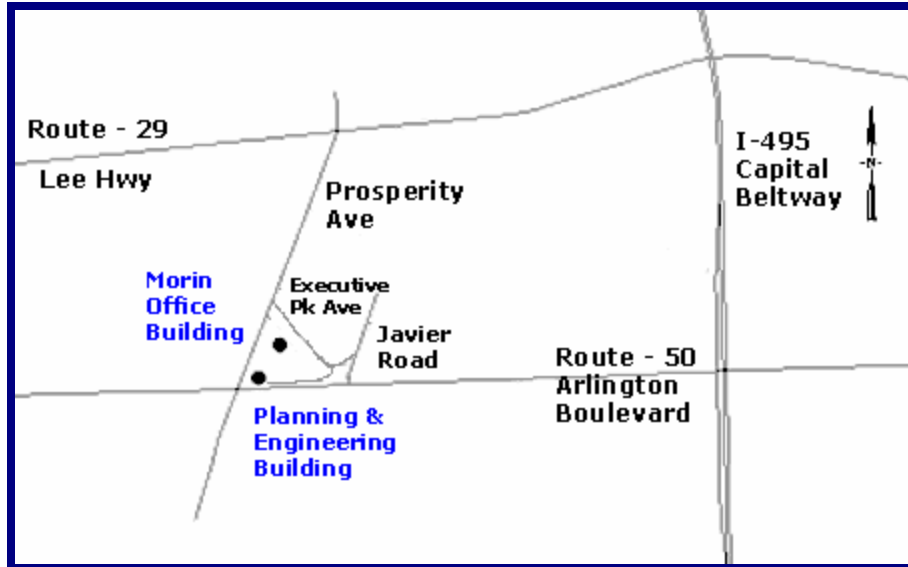 Route - 29
Lee Hwy
Prosperity
Ave
I-495
Capital
Beltway
-N-
Morin
Office
Building
Executive
Pk Ave
Javier
Road
Route - 50
Arlington
Boulevard
Planning &
Engineering
Building